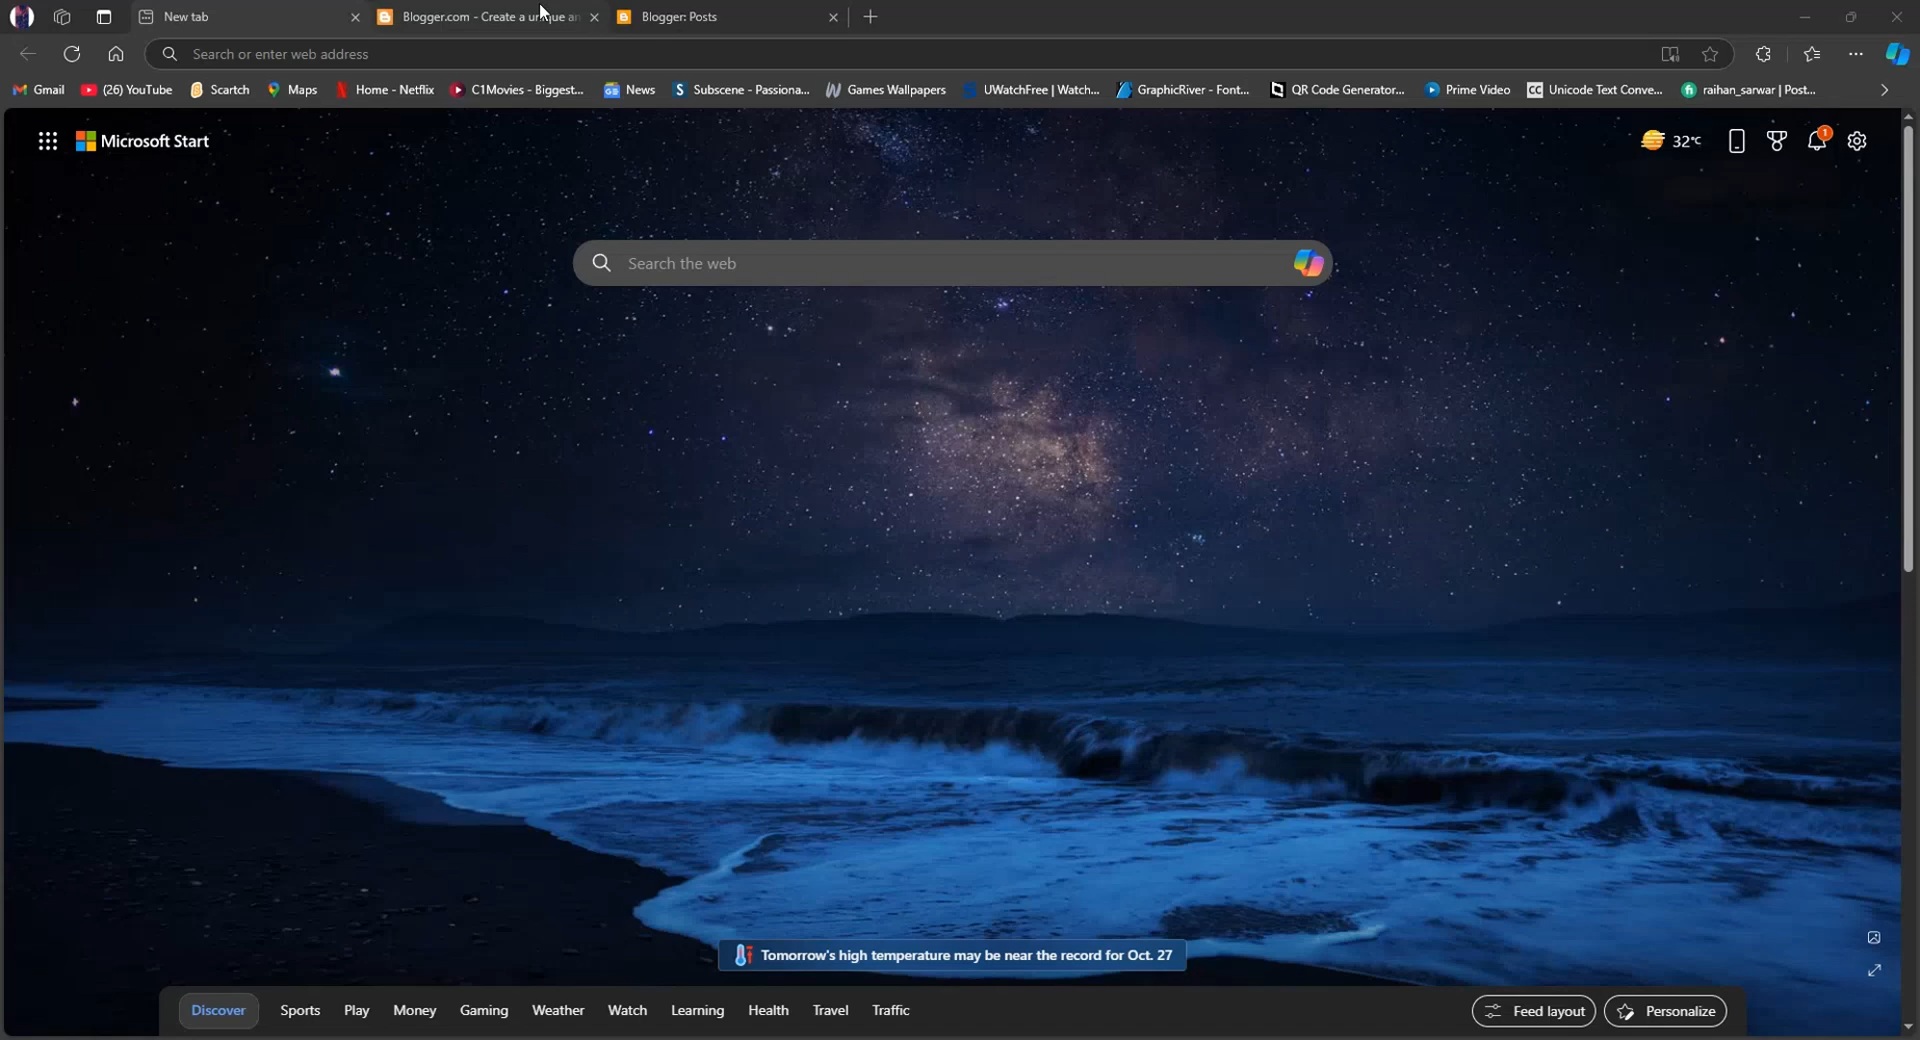 New tab
Blogger.com - Create a unique an
Blogger: Posts
Search or enter web address
Gmail
(26) YouTube
Scartch
Maps
Home - Netflix
C1Movies - Biggest...
News
Subscene - Passiona...
Games Wallpapers
UWatchFree | Watch...
GraphicRiver - Font...
QR Code Generator...
Prime Video
Unicode Text Conve...
raihan_sarwar | Post...
Microsoft Start
32°C
1
Search the web
Tomorrow's high temperature may be near the record for Oct. 27
Discover
Sports
Play
Money
Gaming
Weather
Watch
Learning
Health
Travel
Traffic
Feed layout
Personalize